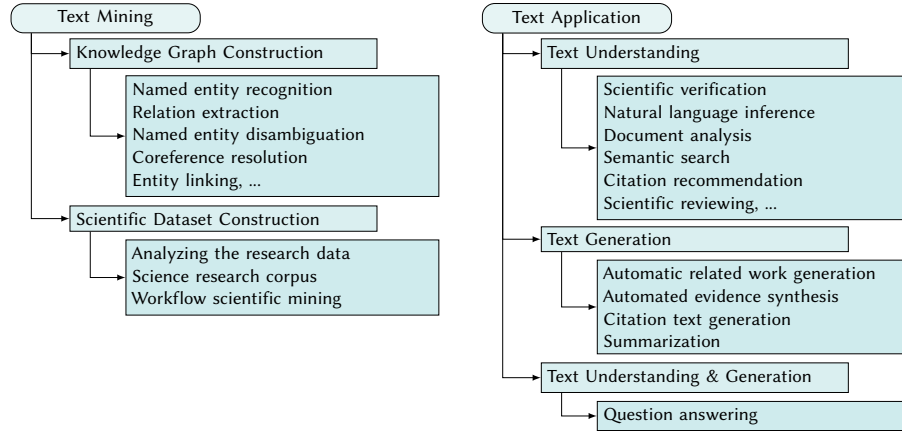 Text Mining
Knowledge Graph Construction
Named entity recognition
Relation extraction
Named entity disambiguation
Coreference resolution
Entity linking, ...
Scientific Dataset Construction
Analyzing the research data
Science research corpus
Workflow scientific mining
Text Application
Text Understanding
Scientific verification
Natural language inference
Document analysis
Semantic search
Citation recommendation
Scientific reviewing, ...
Text Generation
Automatic related work generation
Automated evidence synthesis
Citation text generation
Summarization
Text Understanding & Generation
Question answering